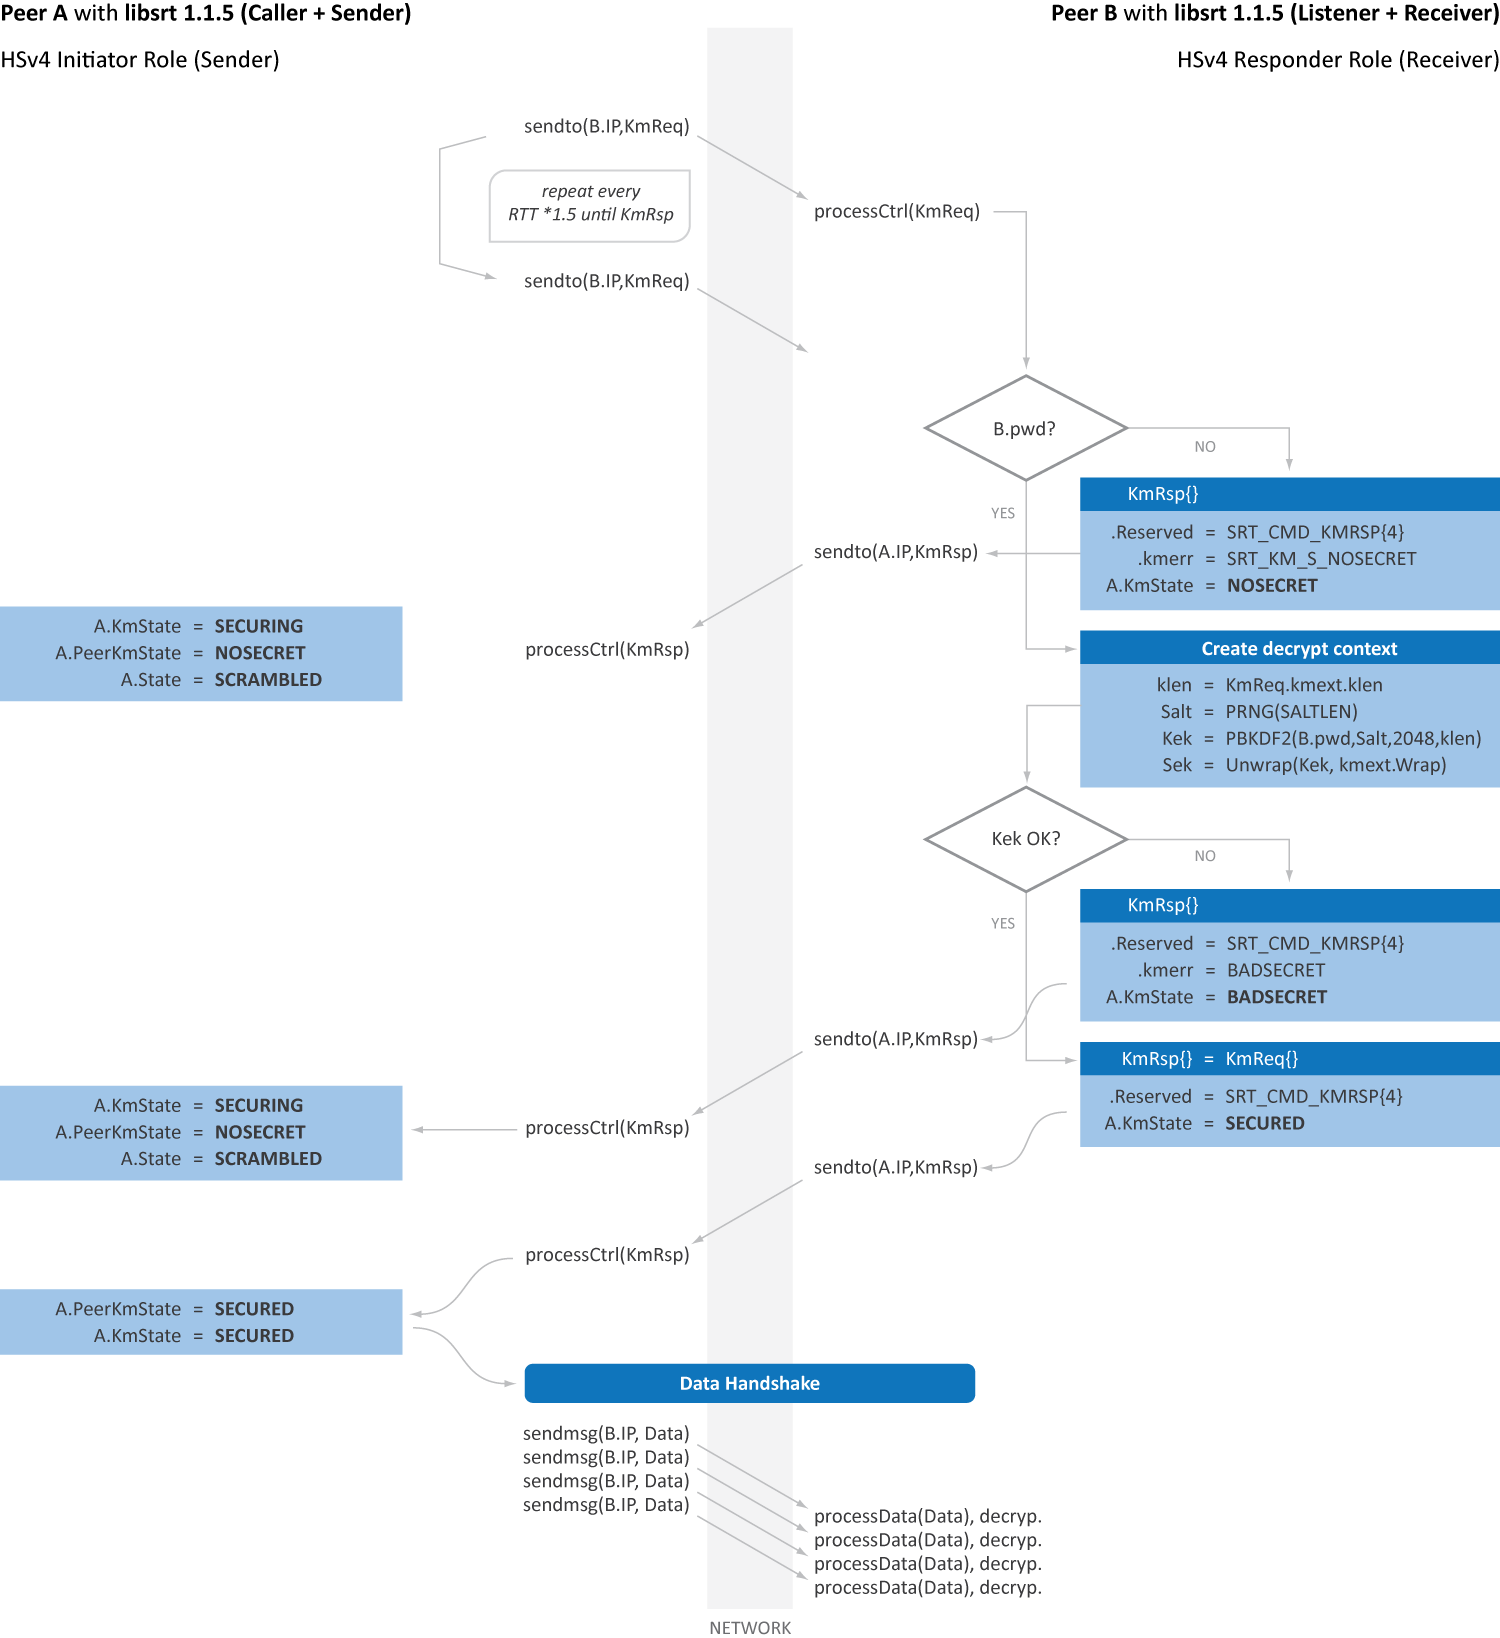 Peer A with libsrt 1.1.5 (Caller + Sender)
Peer B with libsrt 1.1.5 (Listener + Receiver)
HSv4 Initiator Role (Sender)
HSv4 Responder Role (Receiver)
sendto(B.IP,KmReq)
repeat every
RTT *1.5 until KmRsp
processCtrl(KmReq)
sendto(B.IP,KmReq)
B.pwd?
NO
KmRsp{}
YES
.Reserved = SRT_CMD_KMRSP{4}
.kmerr = SRT_KM_S_NOSECRET
A.KmState = NOSECRET
sendto(A.IP,KmRsp)
A.KmState = SECURING
A.PeerKmState = NOSECRET
A.State = SCRAMBLED
processCtrl(KmRsp)
Create decrypt context
klen = KmReq.kmext.klen
Salt = PRNG(SALTLEN)
Kek = PBKDF2(B.pwd,Salt,2048,klen)
Sek = Unwrap(Kek, kmext.Wrap)
Kek OK?
NO
KmRsp{}
YES
.Reserved = SRT_CMD_KMRSP{4}
.kmerr = BADSECRET
A.KmState = BADSECRET
sendto(A.IP,KmRsp)
KmRsp{} = KmReq{}
.Reserved = SRT_CMD_KMRSP{4}
A.KmState = SECURED
A.KmState = SECURING
A.PeerKmState = NOSECRET
A.State = SCRAMBLED
processCtrl(KmRsp)
sendto(A.IP,KmRsp)
processCtrl(KmRsp)
A.PeerKmState = SECURED
A.KmState = SECURED
Data Handshake
sendmsg(B.IP, Data)
sendmsg(B.IP, Data)
sendmsg(B.IP, Data)
sendmsg(B.IP, Data)
processData(Data), decryp.
processData(Data), decryp.
processData(Data), decryp.
processData(Data), decryp.
NETWORK